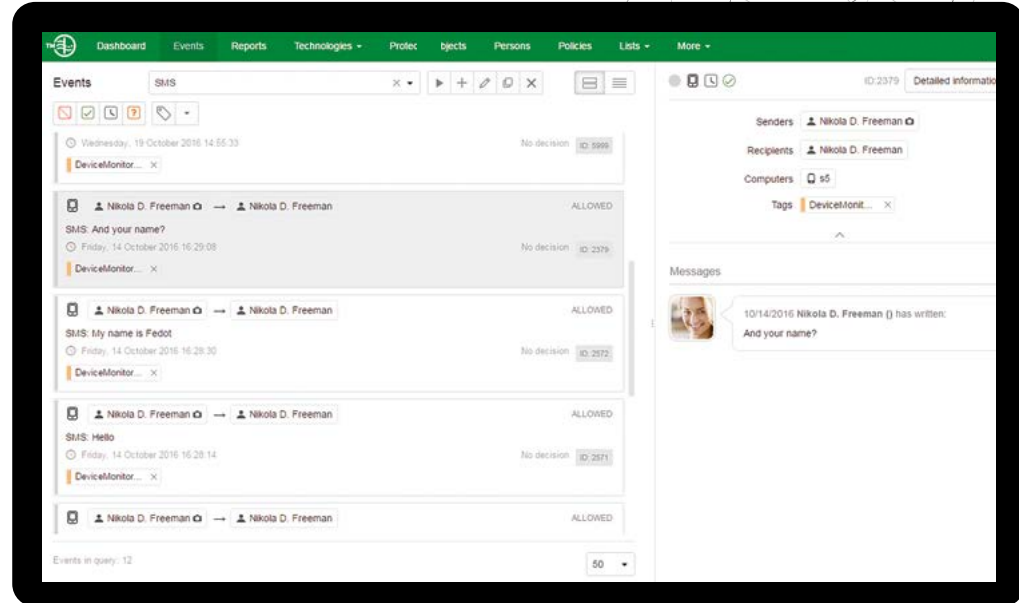 TM Dashboard Events Reports Technologies Protec bjects Persons Policies Lists More
Events SMS
Wednesday, 19 October 2016 14:55:33 No decision ID: 5999
DeviceMonitor... ×
Nikola D. Freeman → Nikola D. Freeman ALLOWED
SMS: And your name?
Friday, 14 October 2016 16:29:08 No decision ID: 2379
DeviceMonitor... ×
Nikola D. Freeman → Nikola D. Freeman ALLOWED
SMS: My name is Fedot
Friday, 14 October 2016 16:28:30 No decision ID: 2572
DeviceMonitor... ×
Nikola D. Freeman → Nikola D. Freeman ALLOWED
SMS: Hello
Friday, 14 October 2016 16:28:14 No decision ID: 2571
DeviceMonitor... ×
Nikola D. Freeman → Nikola D. Freeman ALLOWED
Events in query: 12 50
ID:2379 Detailed informatio
Senders Nikola D. Freeman
Recipients Nikola D. Freeman
Computers s5
Tags DeviceMonit... ×
Messages
10/14/2016 Nikola D. Freeman () has written:
And your name?